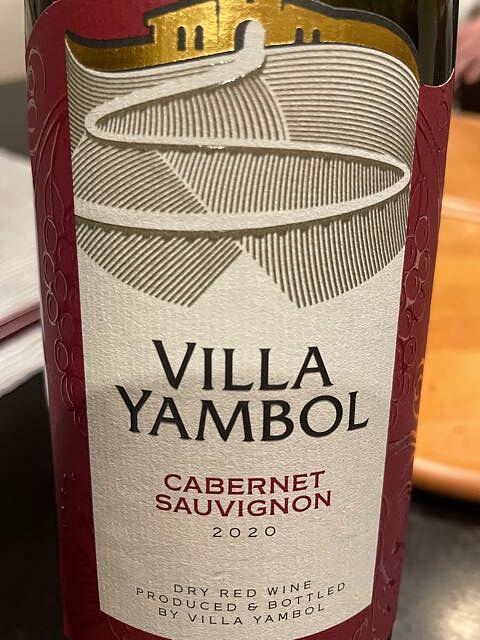 VILLA
YAMBOL
CABERNET
SAUVIGNON
2020
DRY RED WINE
PRODUCED & BOTTLED
BY VILLA YAMBOL